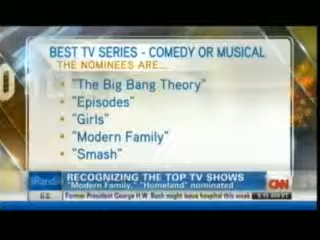 BEST TV SERIES - COMEDY OR MUSICAL
THE NOMINEES ARE...
"The Big Bang Theory"
"Episodes"
"Girls"
"Modern Family"
"Smash"
RECOGNIZING THE TOP TV SHOWS
"Modern Family," "Homeland" nominated
CNN
Former President George H.W. Bush might leave hospital this week